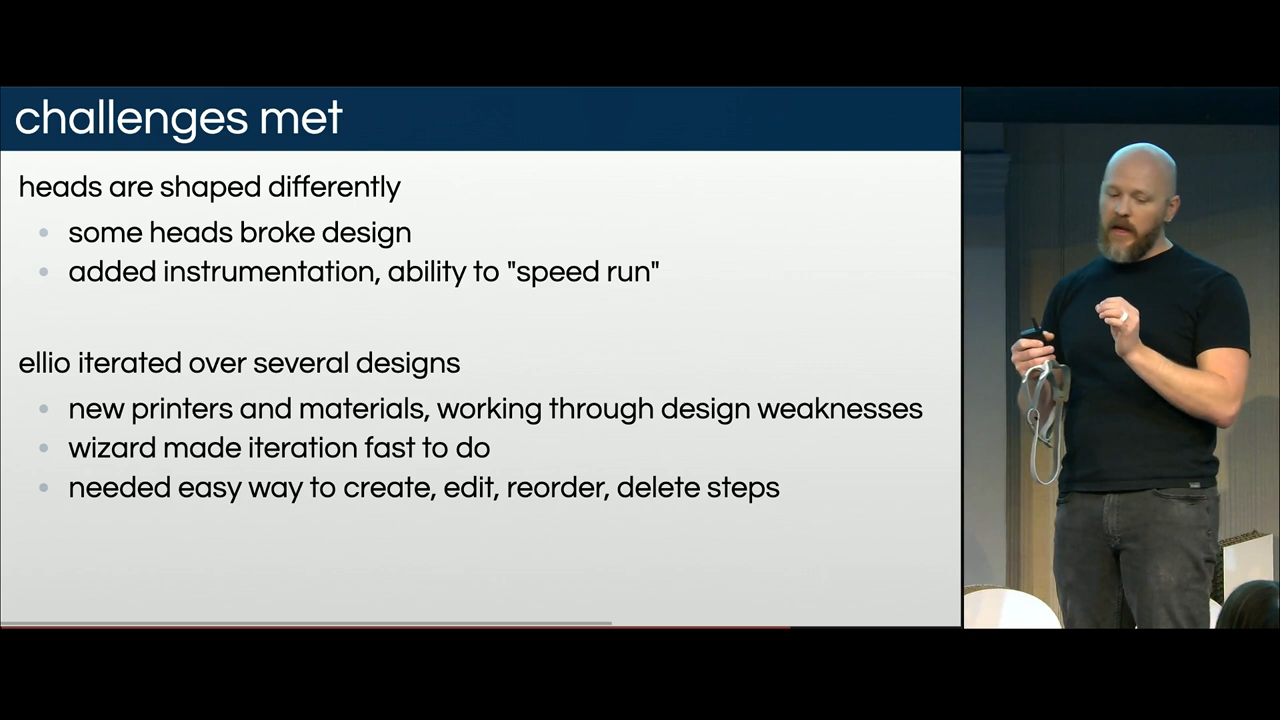 challenges met
heads are shaped differently
some heads broke design
added instrumentation, ability to "speed run"
ellio iterated over several designs
new printers and materials, working through design weaknesses
wizard made iteration fast to do
needed easy way to create, edit, reorder, delete steps